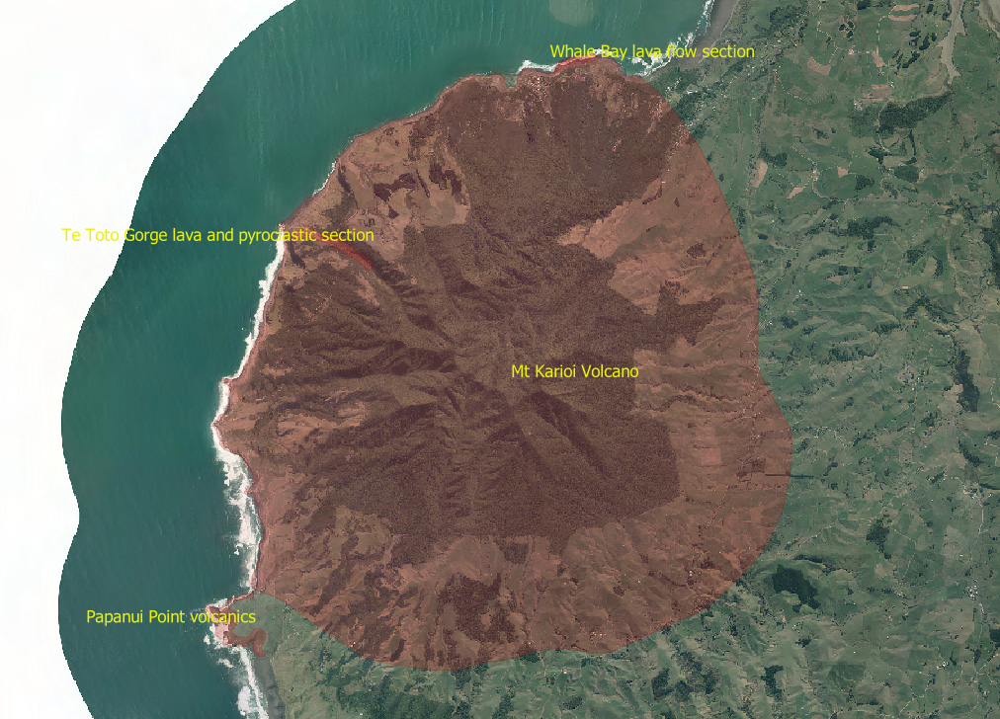 Whale Bay lava flow section
Te Toto Gorge lava and pyroclastic section
Mt Karioi Volcano
Papanui Point volcanics